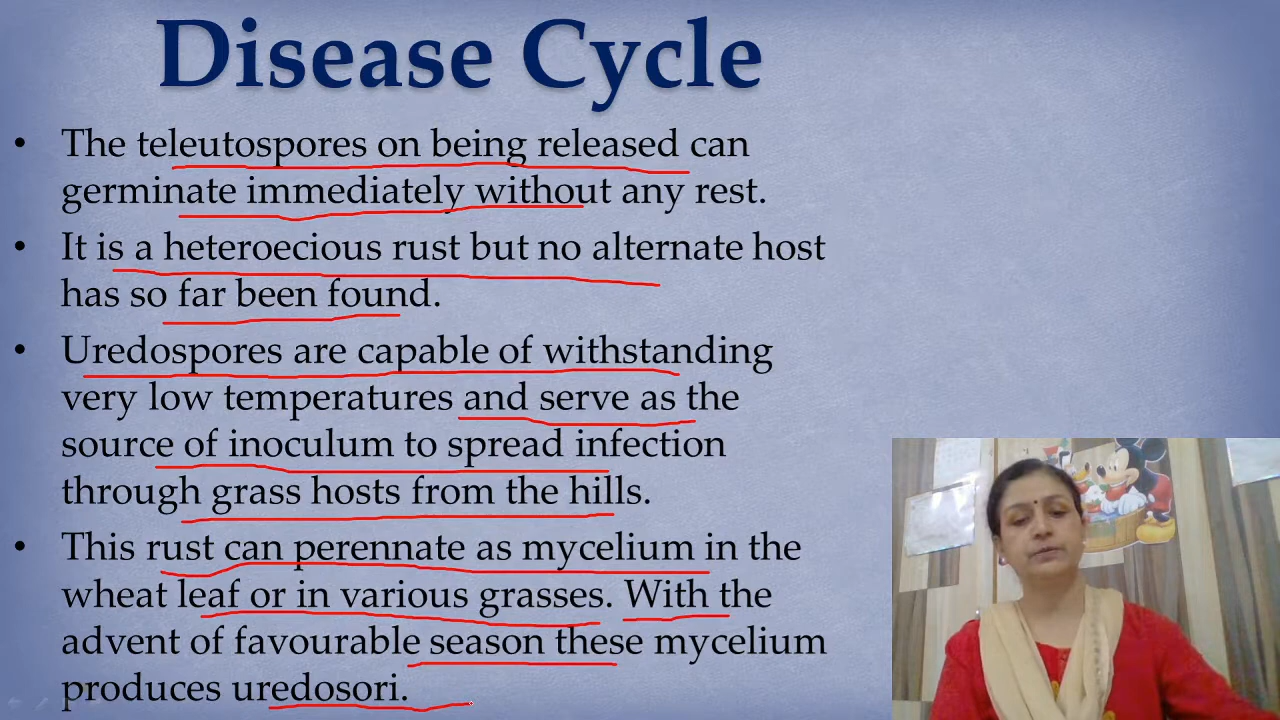 Disease Cycle
• The teleutospores on being released can
germinate immediately without any rest.
• It is a heteroecious rust but no alternate host
has so far been found.
• Uredospores are capable of withstanding
very low temperatures and serve as the
source of inoculum to spread infection
through grass hosts from the hills.
• This rust can perennate as mycelium in the
wheat leaf or in various grasses. With the
advent of favourable season these mycelium
produces uredosori.